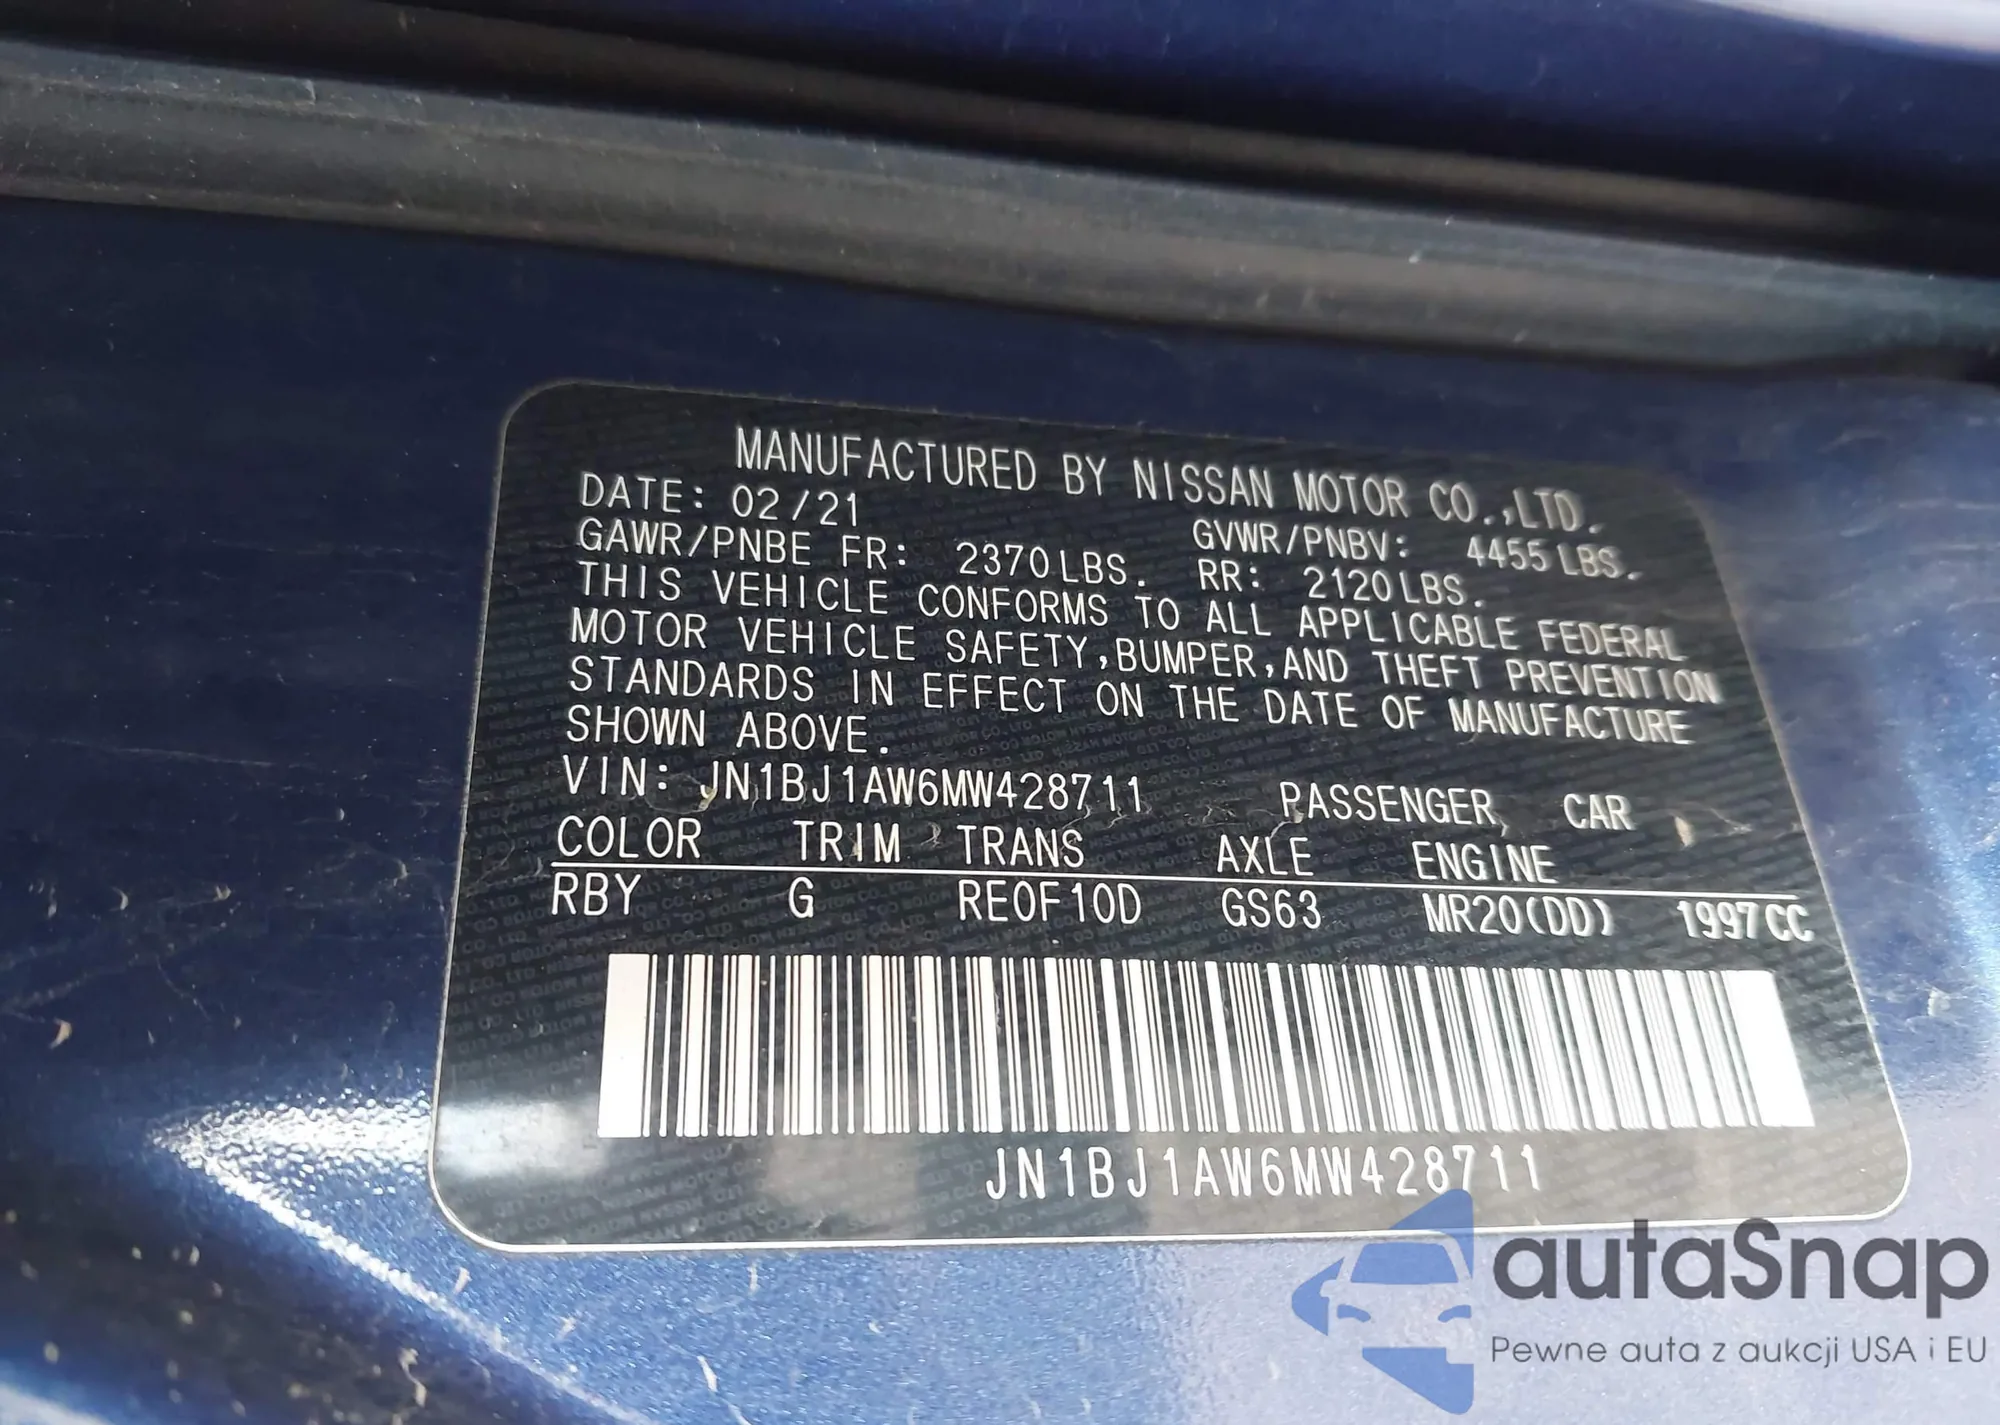 MANUFACTURED BY NISSAN MOTOR CO.,LTD.
DATE: 02/21 GVWR/PNBV: 4455 LBS.
GAWR/PNBE FR: 2370LBS. RR: 2120LBS.
THIS VEHICLE CONFORMS TO ALL APPLICABLE FEDERAL
MOTOR VEHICLE SAFETY,BUMPER,AND THEFT PREVENTION
STANDARDS IN EFFECT ON THE DATE OF MANUFACTURE
SHOWN ABOVE.
VIN: JN1BJ1AW6MW428711 PASSENGER CAR
COLOR TRIM TRANS AXLE ENGINE
RBY G RE0F10D GS63 MR20(DD) 1997CC
JN1BJ1AW6MW428711
autaSnap
Pewne auta z aukcji USA i EU